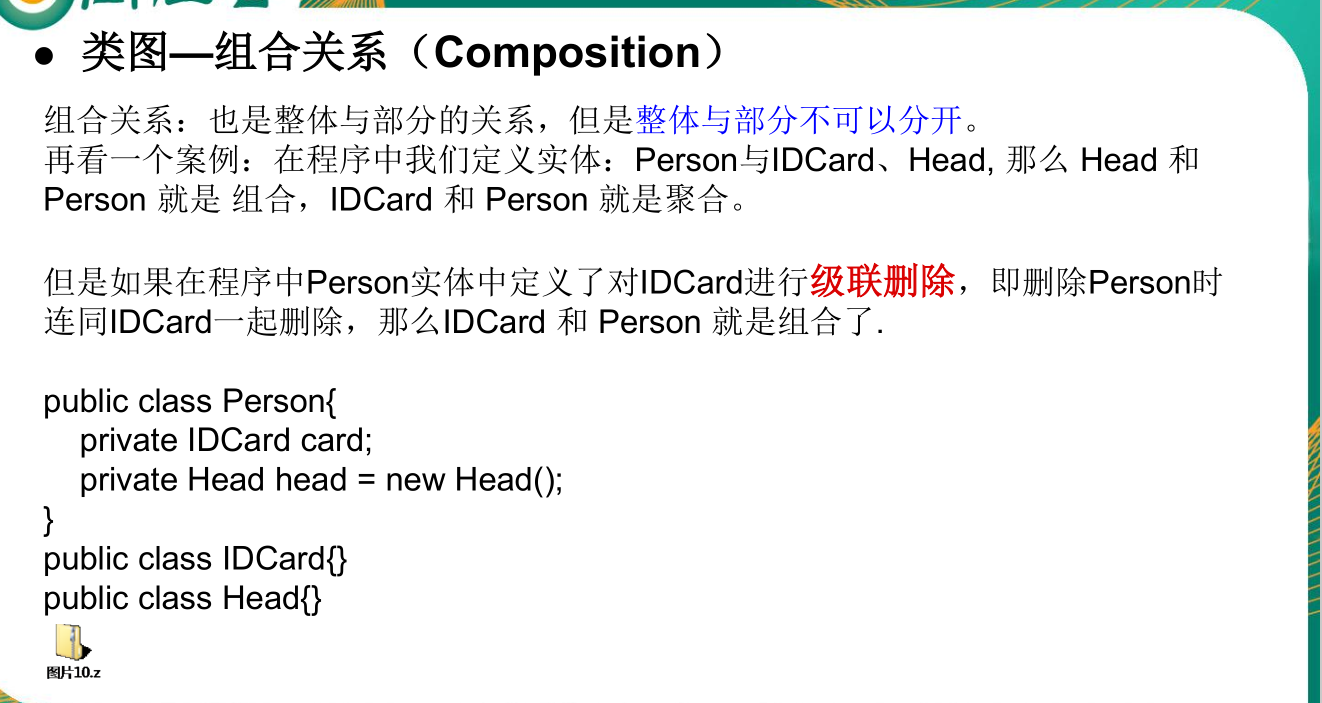 ● 类图—组合关系（Composition）
组合关系：也是整体与部分的关系，但是整体与部分不可以分开。
再看一个案例：在程序中我们定义实体：Person与IDCard、Head, 那么 Head 和
Person 就是 组合，IDCard 和 Person 就是聚合。
但是如果在程序中Person实体中定义了对IDCard进行级联删除，即删除Person时
连同IDCard一起删除，那么IDCard 和 Person 就是组合了.
public class Person{
private IDCard card;
private Head head = new Head();
}
public class IDCard{}
public class Head{}
图片10.z